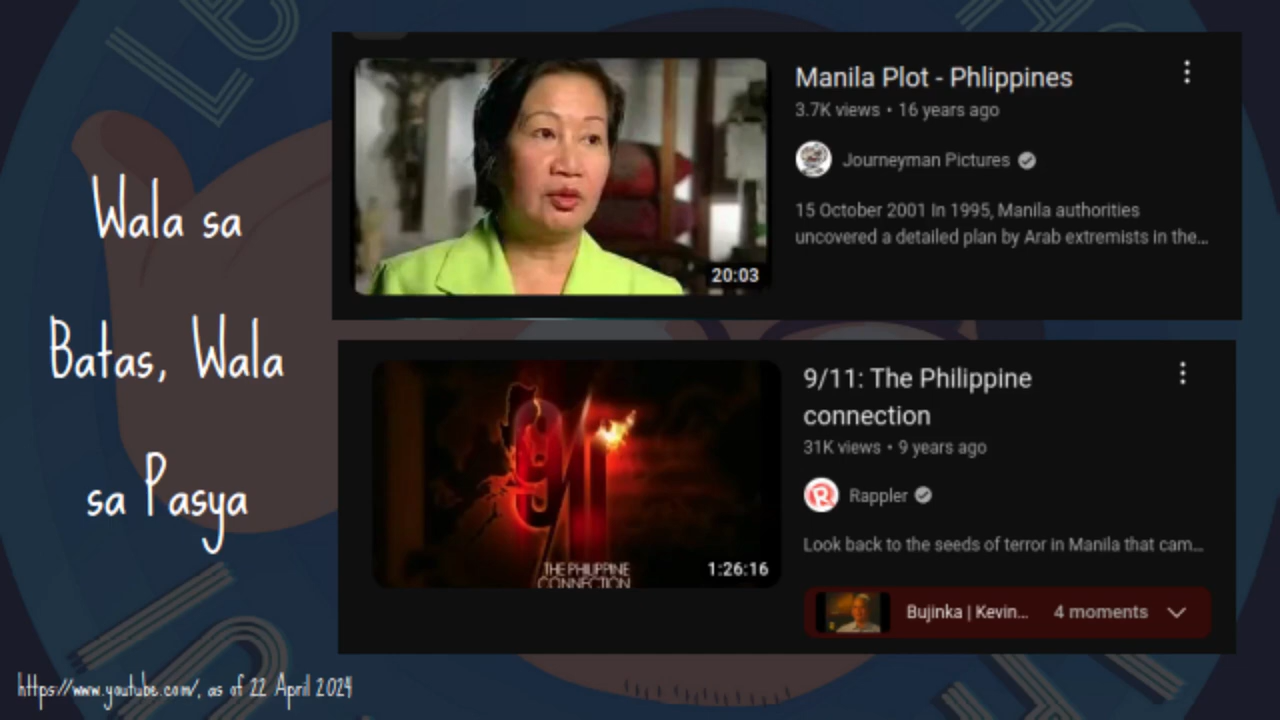 Wala sa
Batas, Wala
sa Pasya
Manila Plot - Phlippines
3.7K views • 16 years ago
Journeyman Pictures
15 October 2001 In 1995, Manila authorities
uncovered a detailed plan by Arab extremists in the...
20:03
9/11: The Philippine
connection
31K views • 9 years ago
Rappler
Look back to the seeds of terror in Manila that cam...
Bujinka | Kevin... 4 moments
9/11
THE PHILIPPINE
CONNECTION
1:26:16
https://www.youtube.com/, as of 22 April 2024